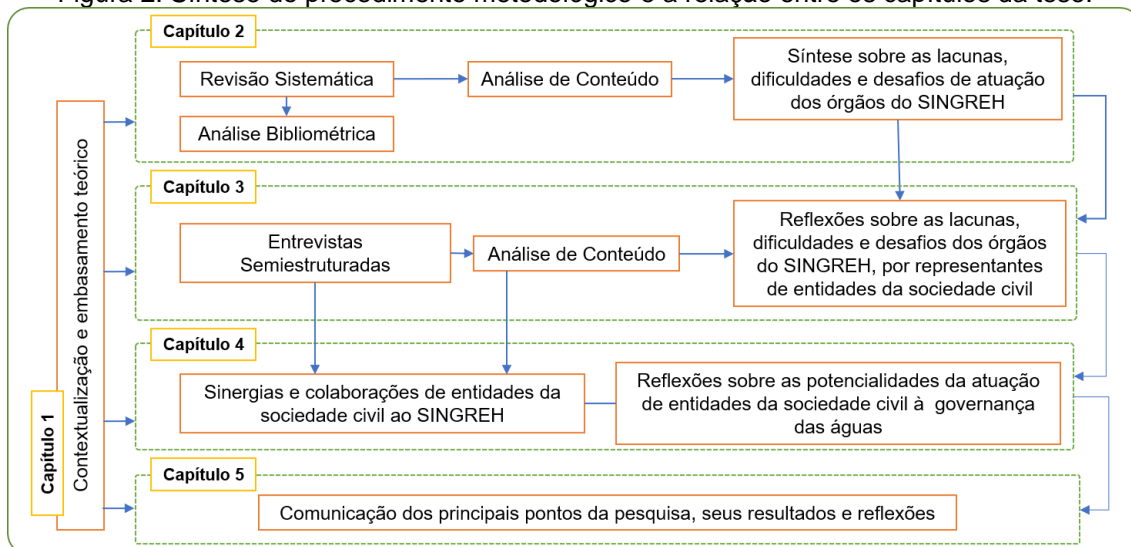 Figura 2. Síntese do procedimento metodológico e a relação entre os capítulos da tese.
Capítulo 1
Contextualização e embasamento teórico
Capítulo 2
Revisão Sistemática
Análise Bibliométrica
Análise de Conteúdo
Síntese sobre as lacunas,
dificuldades e desafios de atuação
dos órgãos do SINGREH
Capítulo 3
Entrevistas
Semiestruturadas
Análise de Conteúdo
Reflexões sobre as lacunas,
dificuldades e desafios dos órgãos
do SINGREH, por representantes
de entidades da sociedade civil
Capítulo 4
Sinergias e colaborações de entidades da
sociedade civil ao SINGREH
Reflexões sobre as potencialidades da atuação
de entidades da sociedade civil à governança
das águas
Capítulo 5
Comunicação dos principais pontos da pesquisa, seus resultados e reflexões